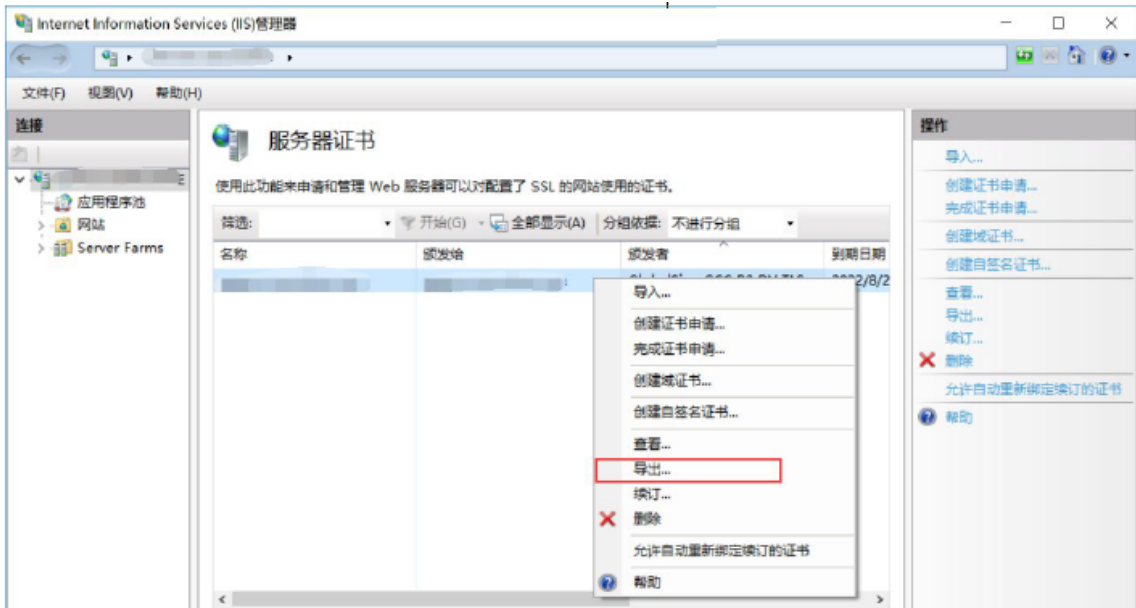 Internet Information Services (IIS)管理器
文件(F) 视图(V) 帮助(H)
连接
应用程序池
网站
Server Farms
服务器证书
使用此功能来申请和管理 Web 服务器可以对配置了 SSL 的网站使用的证书。
筛选: 开始(G) 全部显示(A) 分组依据: 不进行分组
名称 颁发给 颁发者 到期日期
2022/8/2
导入...
创建证书申请...
完成证书申请...
创建域证书...
创建自签名证书...
查看...
导出...
续订...
删除
允许自动重新绑定续订的证书
帮助
操作
导入...
创建证书申请...
完成证书申请...
创建域证书...
创建自签名证书...
查看...
导出...
续订...
删除
允许自动重新绑定续订的证书
帮助